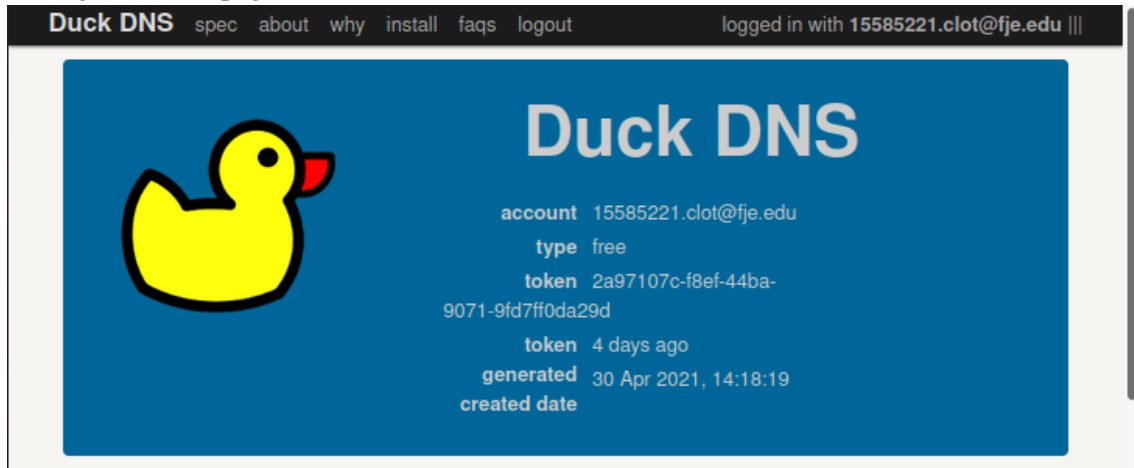 Duck DNS spec about why install faqs logout logged in with 15585221.clot@fje.edu |||
Duck DNS
account 15585221.clot@fje.edu
type free
token 2a97107c-f8ef-44ba-
9071-9fd7ff0da29d
token 4 days ago
generated 30 Apr 2021, 14:18:19
created date